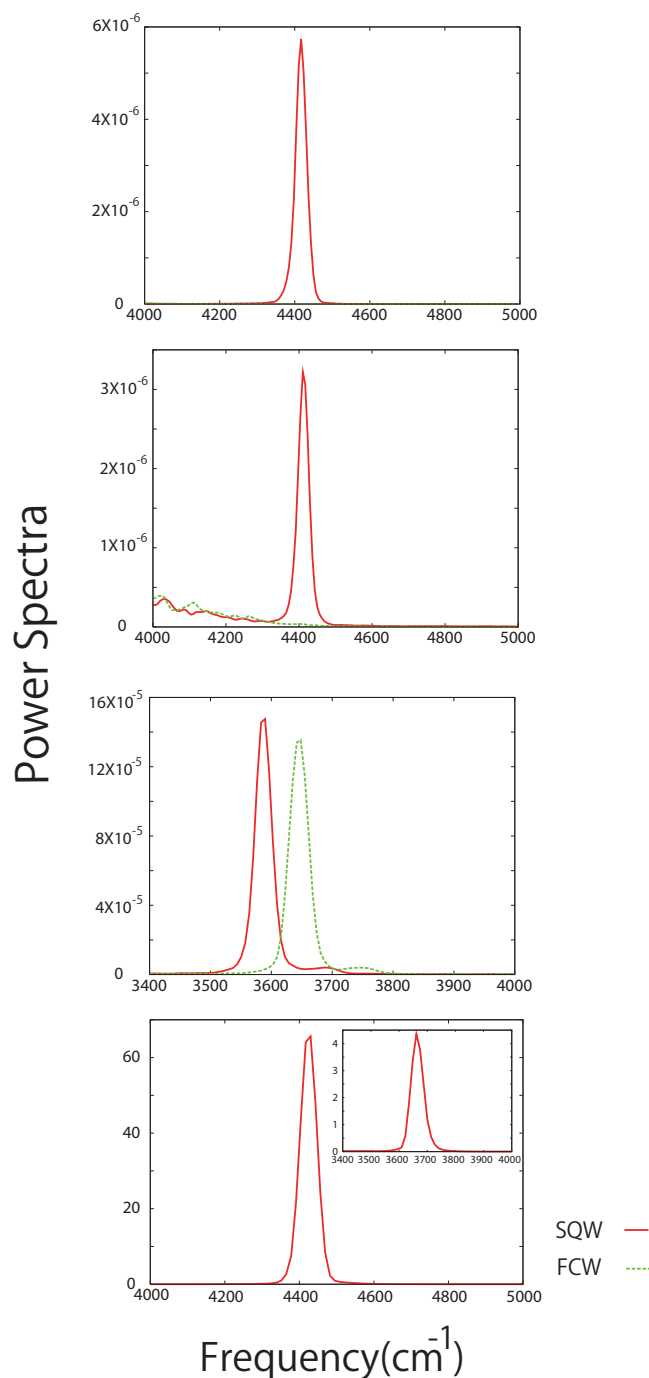 6X10-6
4X10-6
2X10-6
0
4000 4200 4400 4600 4800 5000
3X10-6
2X10-6
1X10-6
0
4000 4200 4400 4600 4800 5000
Power Spectra
16X10-5
12X10-5
8X10-5
4X10-5
0
3400 3500 3600 3700 3800 3900 4000
60
40
20
0
4000 4200 4400 4600 4800 5000
4
3
2
1
0
3400 3500 3600 3700 3800 3900 4000
SQW
FCW
Frequency(cm-1)